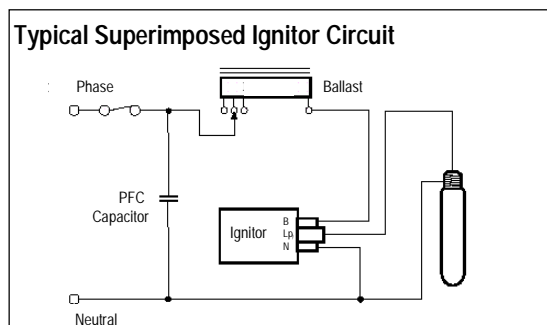 Typical Superimposed Ignitor Circuit
Phase
Ballast
PFC
Capacitor
Ignitor
B
Lp
N
Neutral